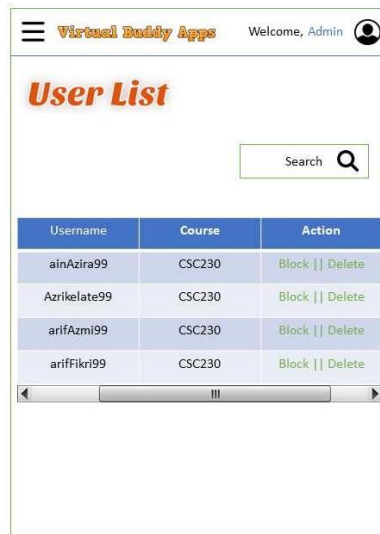 Virtual Buddy Apps Welcome, Admin
User List
Search
Username Course Action
ainAzira99 CSC230 Block || Delete
Azrikelate99 CSC230 Block || Delete
arifAzmi99 CSC230 Block || Delete
arifFikri99 CSC230 Block || Delete